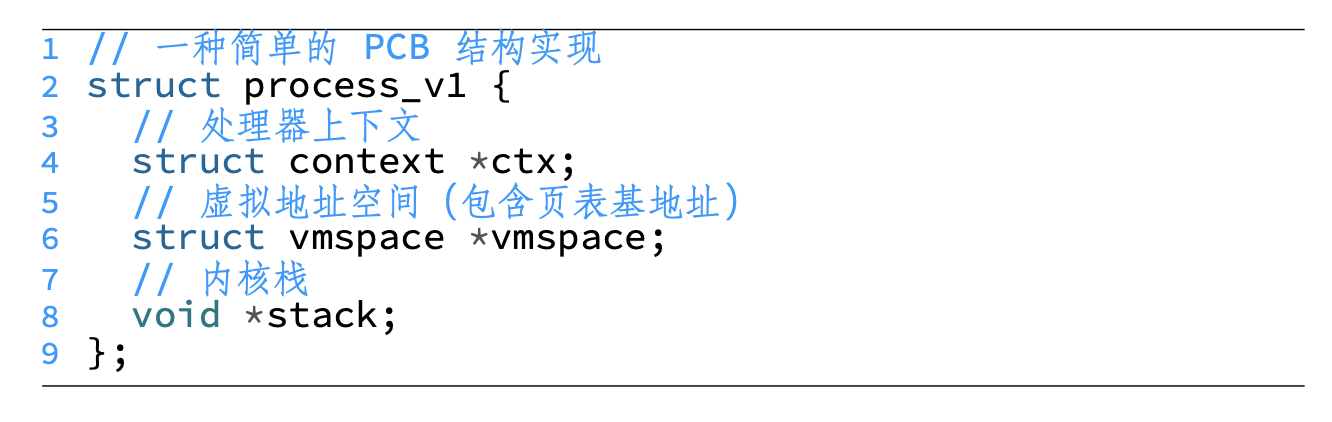 1 // 一种简单的 PCB 结构实现
2 struct process_v1 {
3 // 处理器上下文
4 struct context *ctx;
5 // 虚拟地址空间（包含页表基地址）
6 struct vmspace *vmspace;
7 // 内核栈
8 void *stack;
9 };